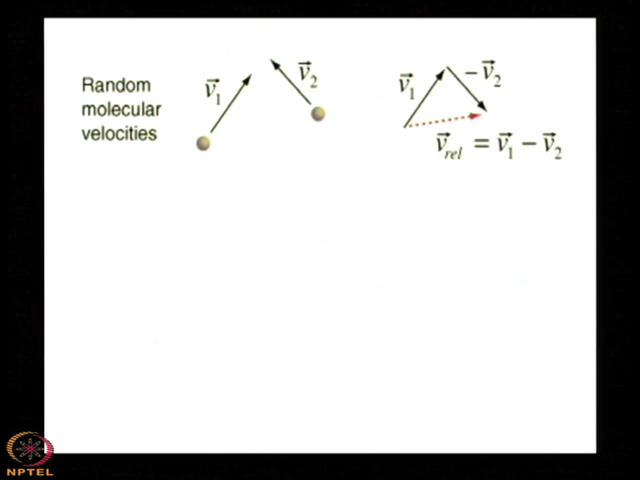 Random
molecular
velocities
v⃗₁
v⃗₂
v⃗₁
−v⃗₂
v⃗rel = v⃗₁ − v⃗₂
NPTEL